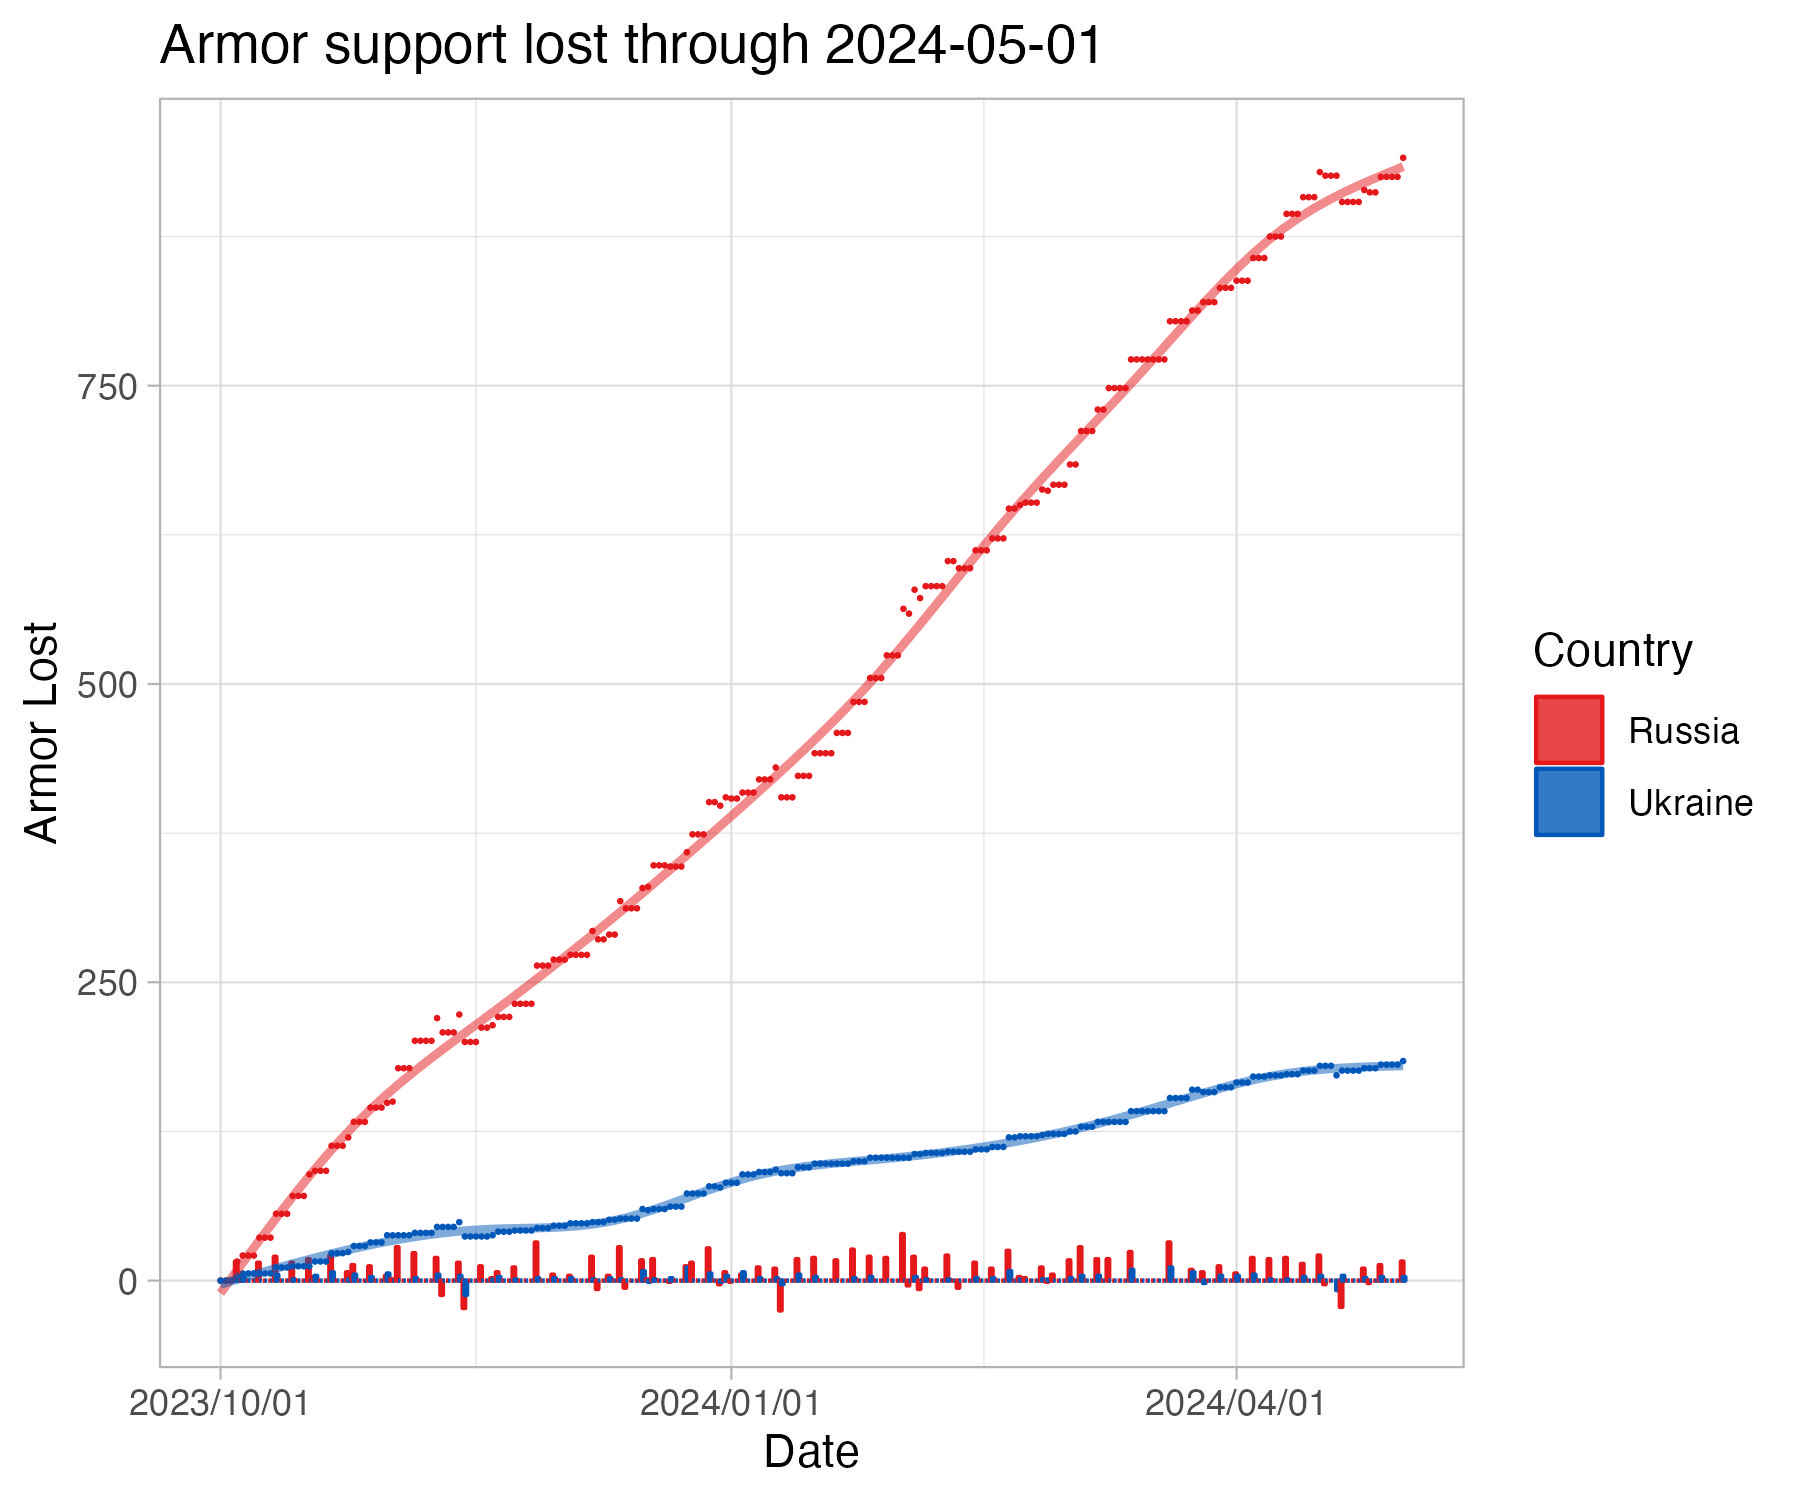 Armor support lost through 2024-05-01
Armor Lost
750
500
250
0
2023/10/01
2024/01/01
2024/04/01
Date
Country
Russia
Ukraine